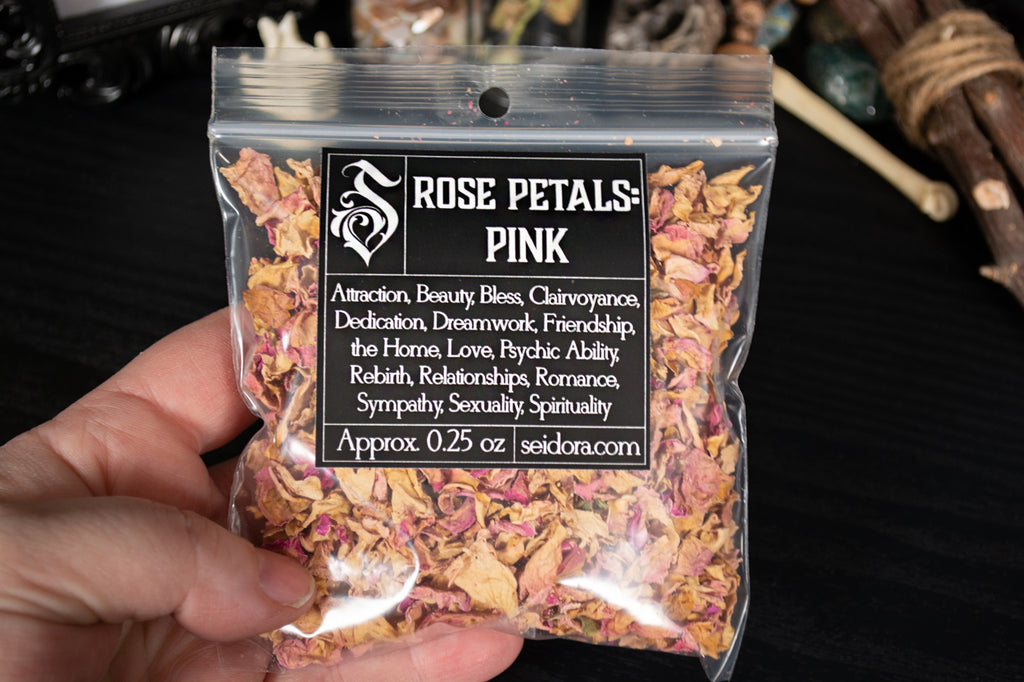 S ROSE PETALS:
PINK
Attraction, Beauty, Bless, Clairvoyance,
Dedication, Dreamwork, Friendship,
the Home, Love, Psychic Ability,
Rebirth, Relationships, Romance,
Sympathy, Sexuality, Spirituality
Approx. 0.25 oz seidora.com